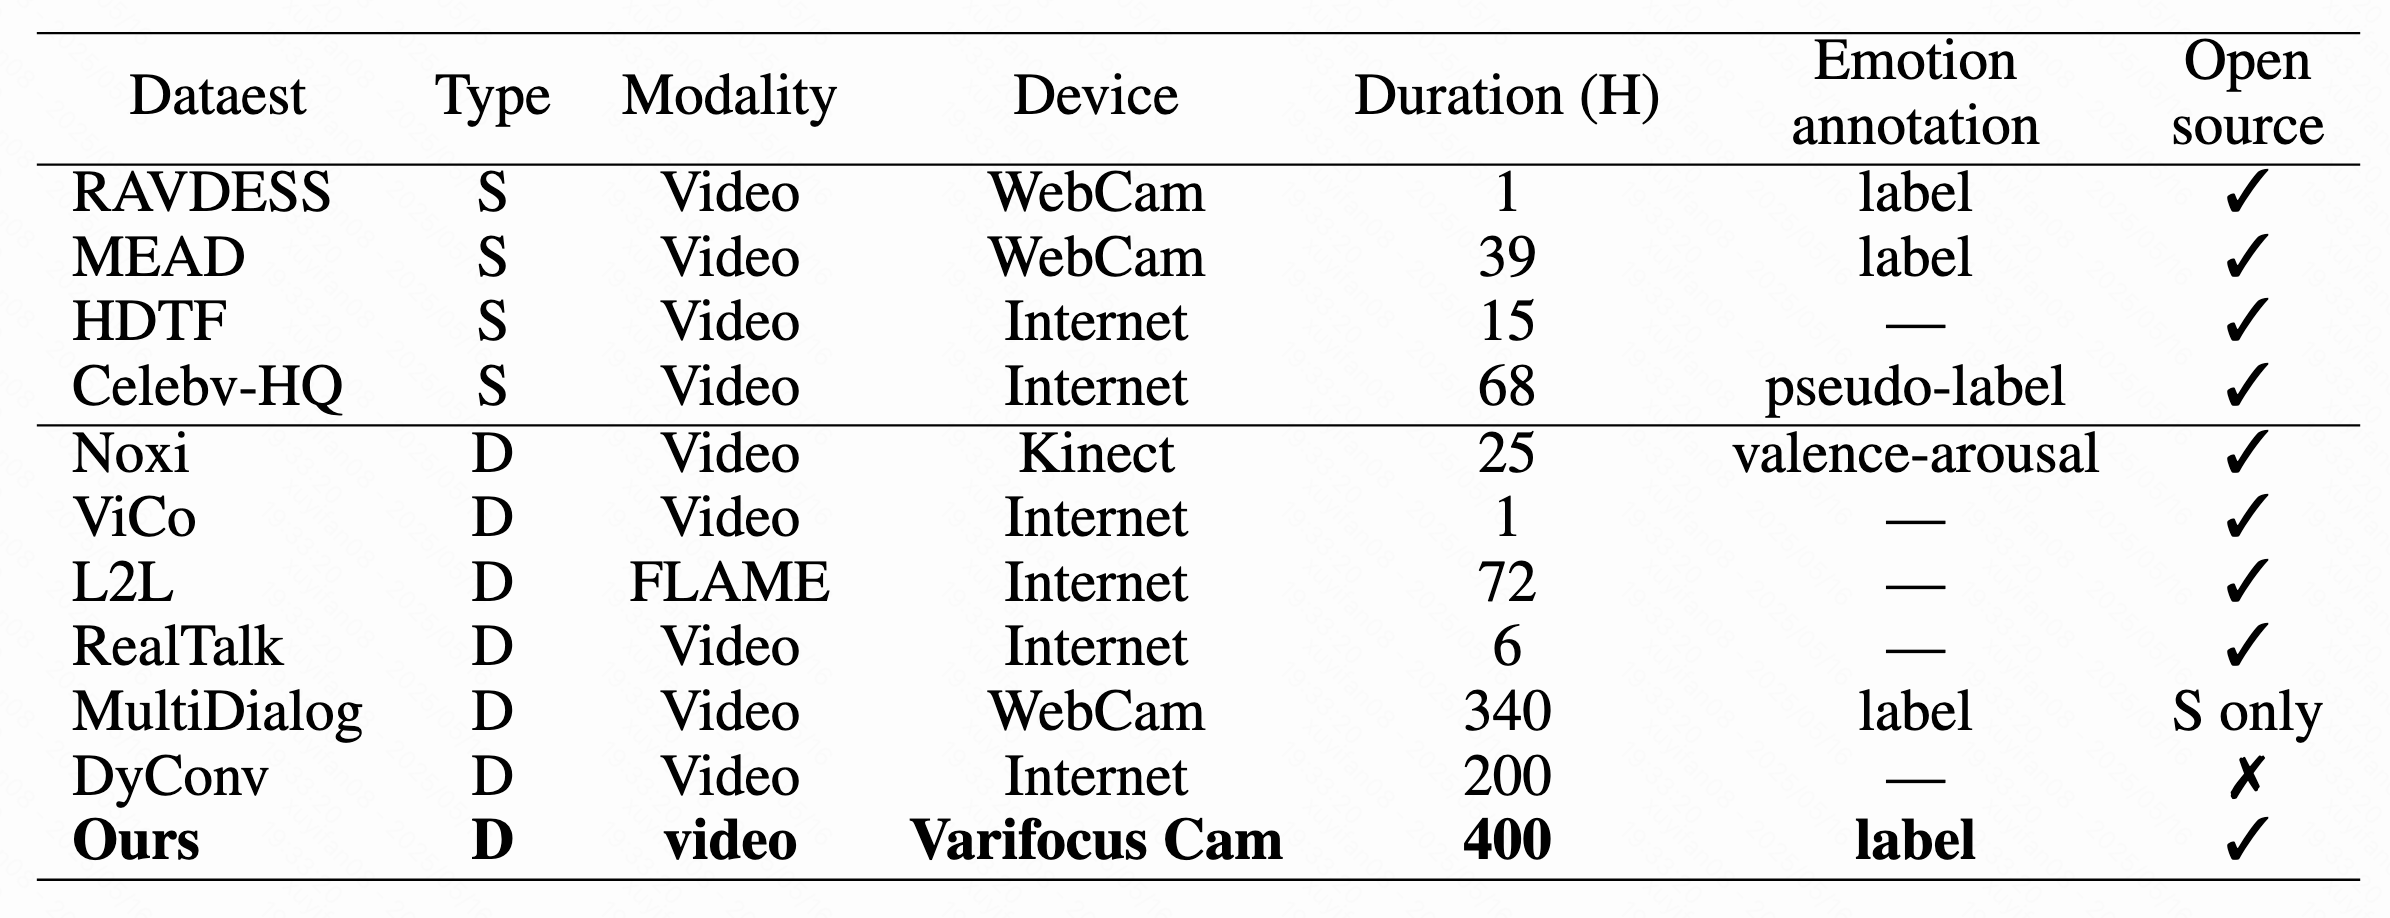 Dataest Type Modality Device Duration (H) Emotion annotation Open source
RAVDESS S Video WebCam 1 label ✓
MEAD S Video WebCam 39 label ✓
HDTF S Video Internet 15 — ✓
Celebv-HQ S Video Internet 68 pseudo-label ✓
Noxi D Video Kinect 25 valence-arousal ✓
ViCo D Video Internet 1 — ✓
L2L D FLAME Internet 72 — ✓
RealTalk D Video Internet 6 — ✓
MultiDialog D Video WebCam 340 label S only
DyConv D Video Internet 200 — ✗
Ours D video Varifocus Cam 400 label ✓